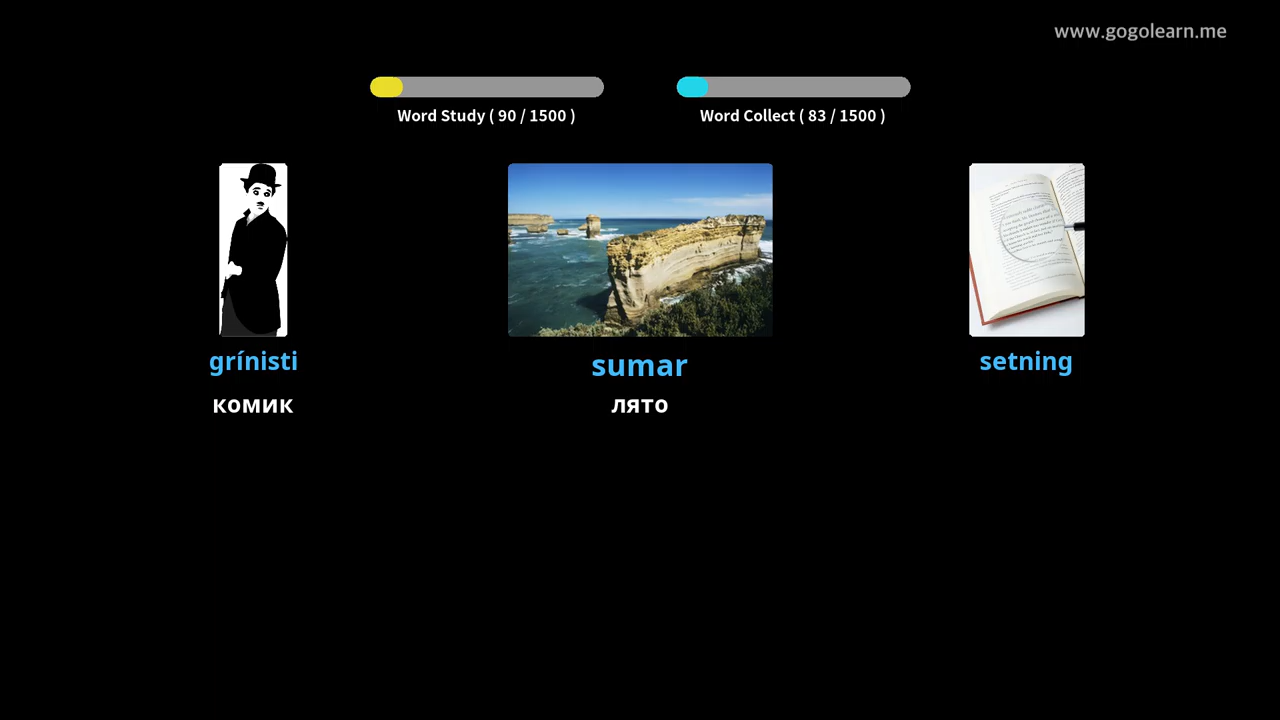 www.gogolearn.me
Word Study ( 90 / 1500 )
Word Collect ( 83 / 1500 )
grínisti
sumar
setning
комик
лято